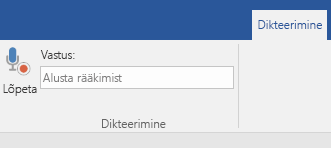 Dikteerimine
Vastus:
Alusta rääkimist
Lõpeta
Dikteerimine